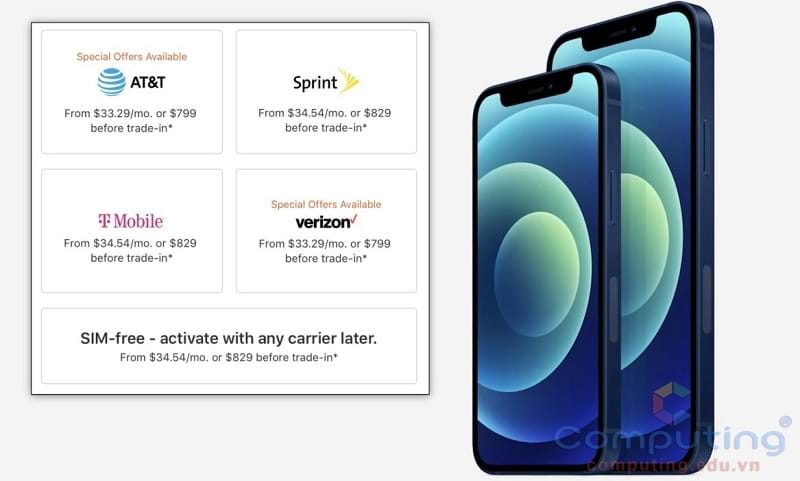 Special Offers Available
AT&T
From $33.29/mo. or $799
before trade-in*
Sprint
From $34.54/mo. or $829
before trade-in*
T Mobile
From $34.54/mo. or $829
before trade-in*
Special Offers Available
verizon✓
From $33.29/mo. or $799
before trade-in*
SIM-free - activate with any carrier later.
From $34.54/mo. or $829 before trade-in*
Computing®
computing.edu.vn